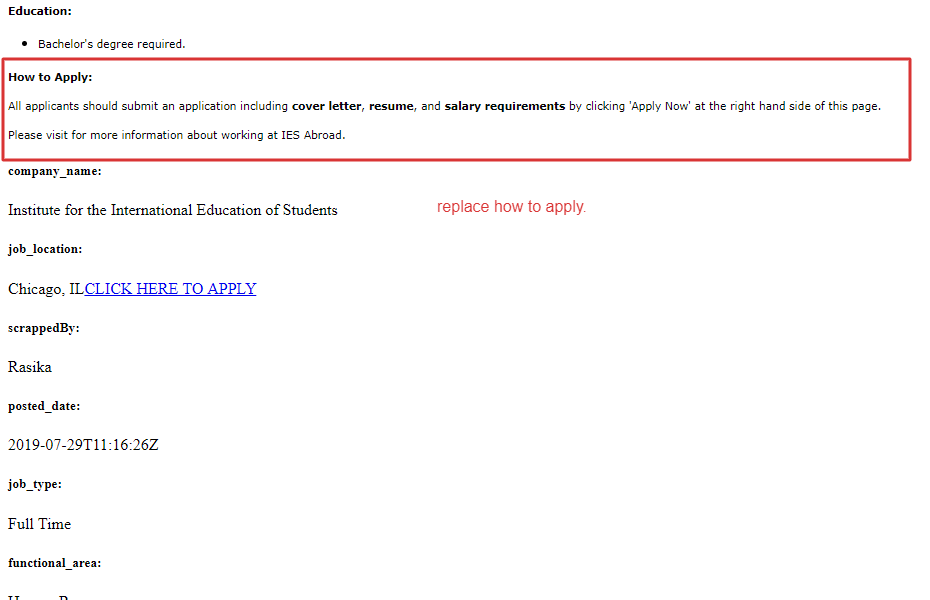 Education:
Bachelor's degree required.
How to Apply:
All applicants should submit an application including cover letter, resume, and salary requirements by clicking 'Apply Now' at the right hand side of this page.
Please visit for more information about working at IES Abroad.
company_name:
Institute for the International Education of Students
replace how to apply.
job_location:
Chicago, ILCLICK HERE TO APPLY
scrappedBy:
Rasika
posted_date:
2019-07-29T11:16:26Z
job_type:
Full Time
functional_area: